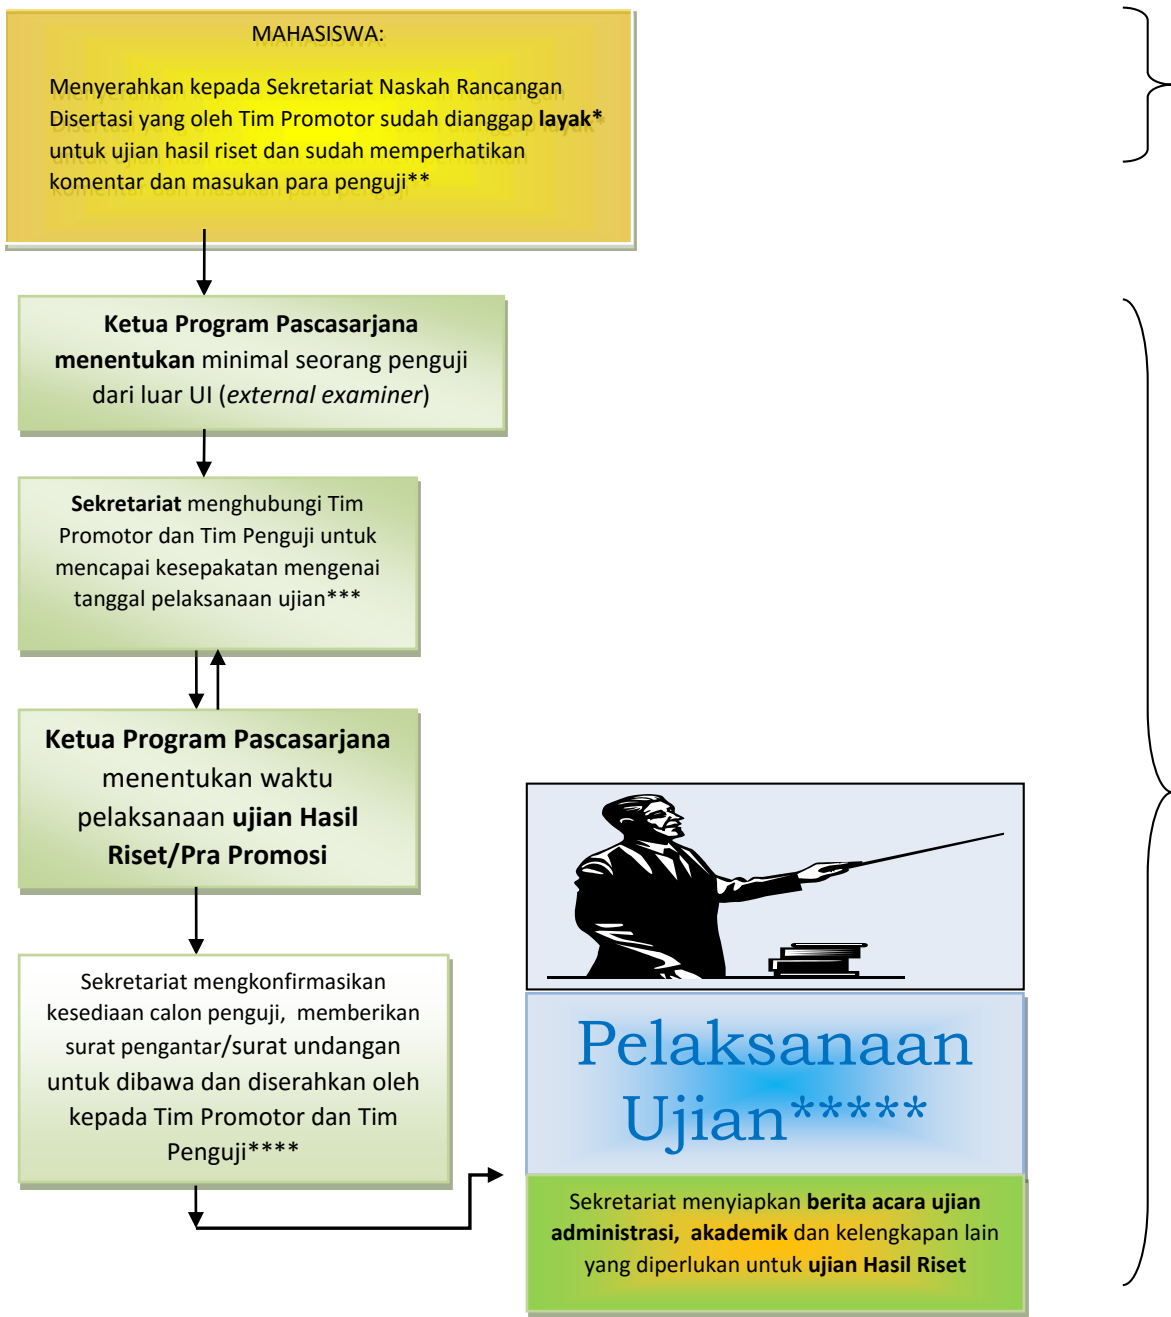 MAHASISWA:
Menyerahkan kepada Sekretariat Naskah Rancangan
Disertasi yang oleh Tim Promotor sudah dianggap layak*
untuk ujian hasil riset dan sudah memperhatikan
komentar dan masukan para penguji**
Ketua Program Pascasarjana
menentukan minimal seorang penguji
dari luar UI (external examiner)
Sekretariat menghubungi Tim
Promotor dan Tim Penguji untuk
mencapai kesepakatan mengenai
tanggal pelaksanaan ujian***
Ketua Program Pascasarjana
menentukan waktu
pelaksanaan ujian Hasil
Riset/Pra Promosi
Sekretariat mengkonfirmasikan
kesediaan calon penguji, memberikan
surat pengantar/surat undangan
untuk dibawa dan diserahkan oleh
kepada Tim Promotor dan Tim
Penguji****
Pelaksanaan
Ujian*****
Sekretariat menyiapkan berita acara ujian
administrasi, akademik dan kelengkapan lain
yang diperlukan untuk ujian Hasil Riset